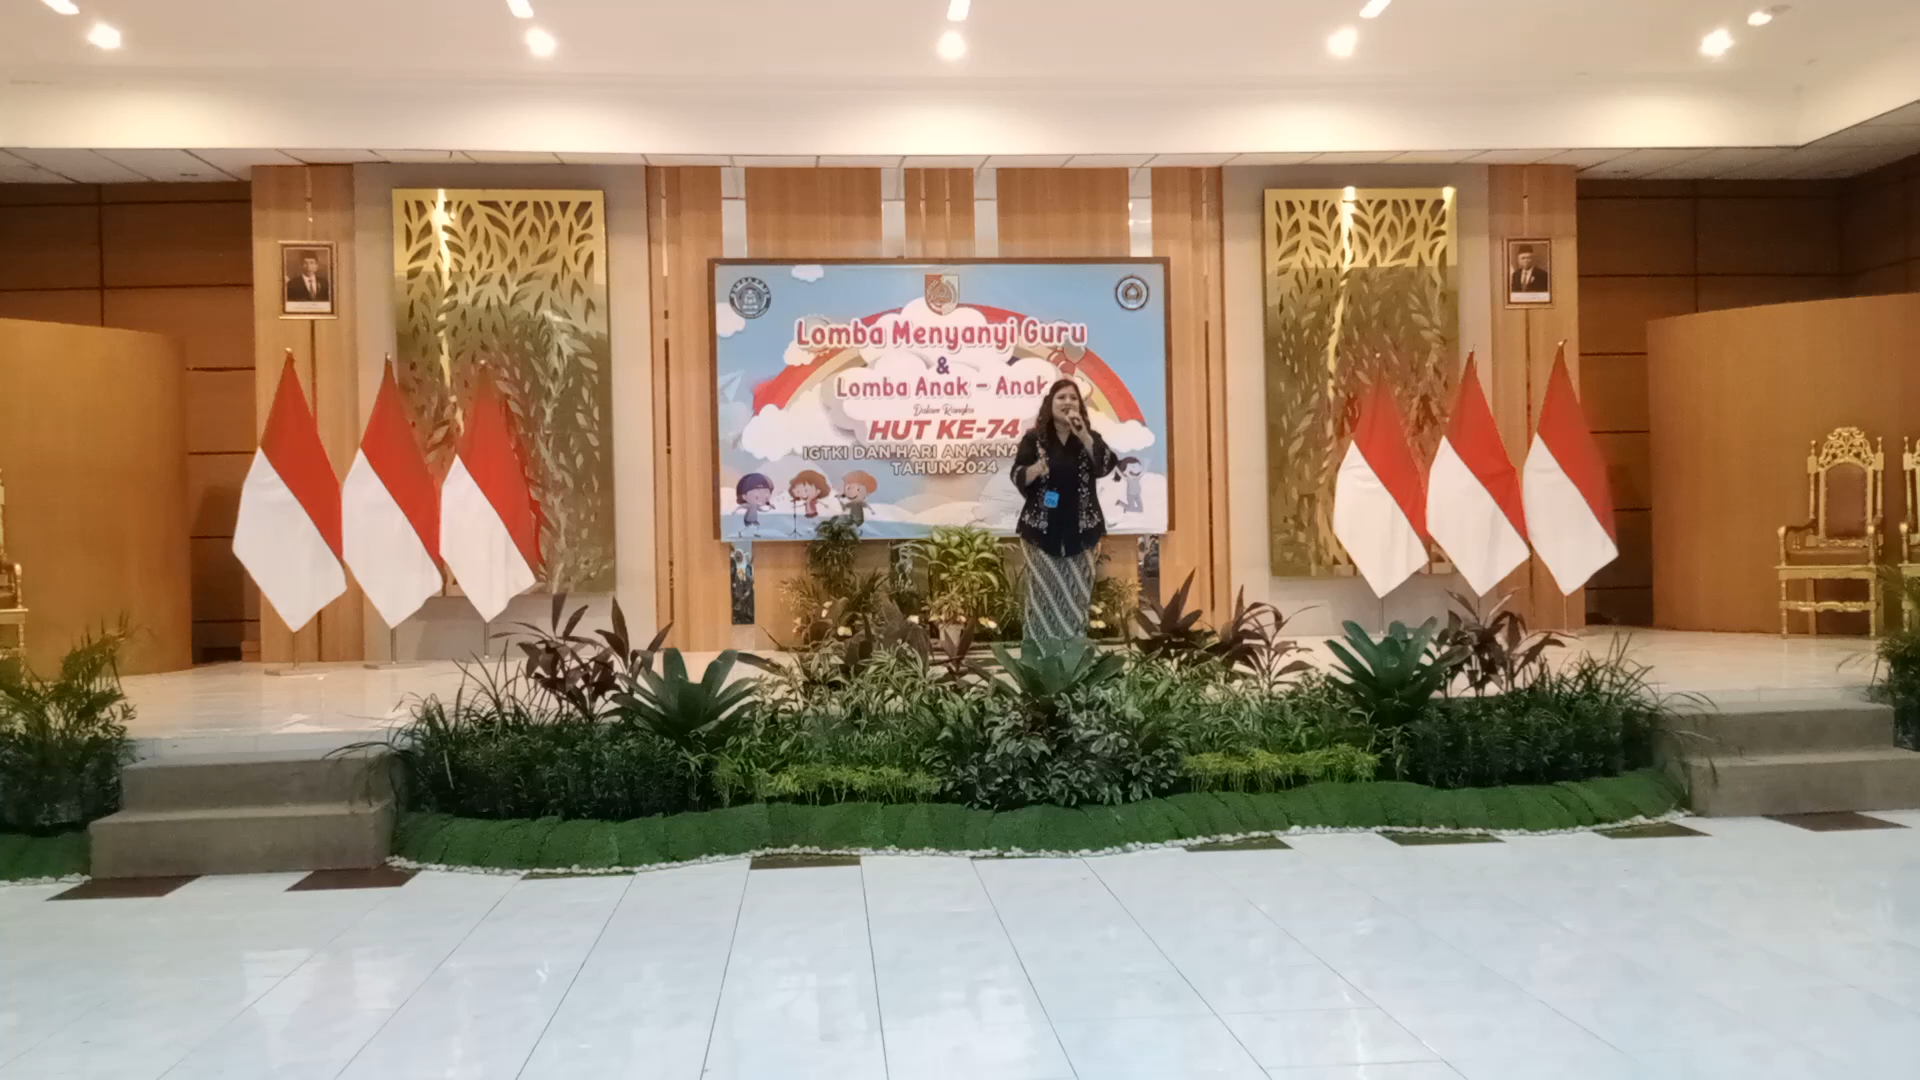 Lomba Menyanyi Guru
&
Lomba Anak - Anak
Dalam Rangka
HUT KE-74
IGTKI DAN HARI ANAK
TAHUN 2024